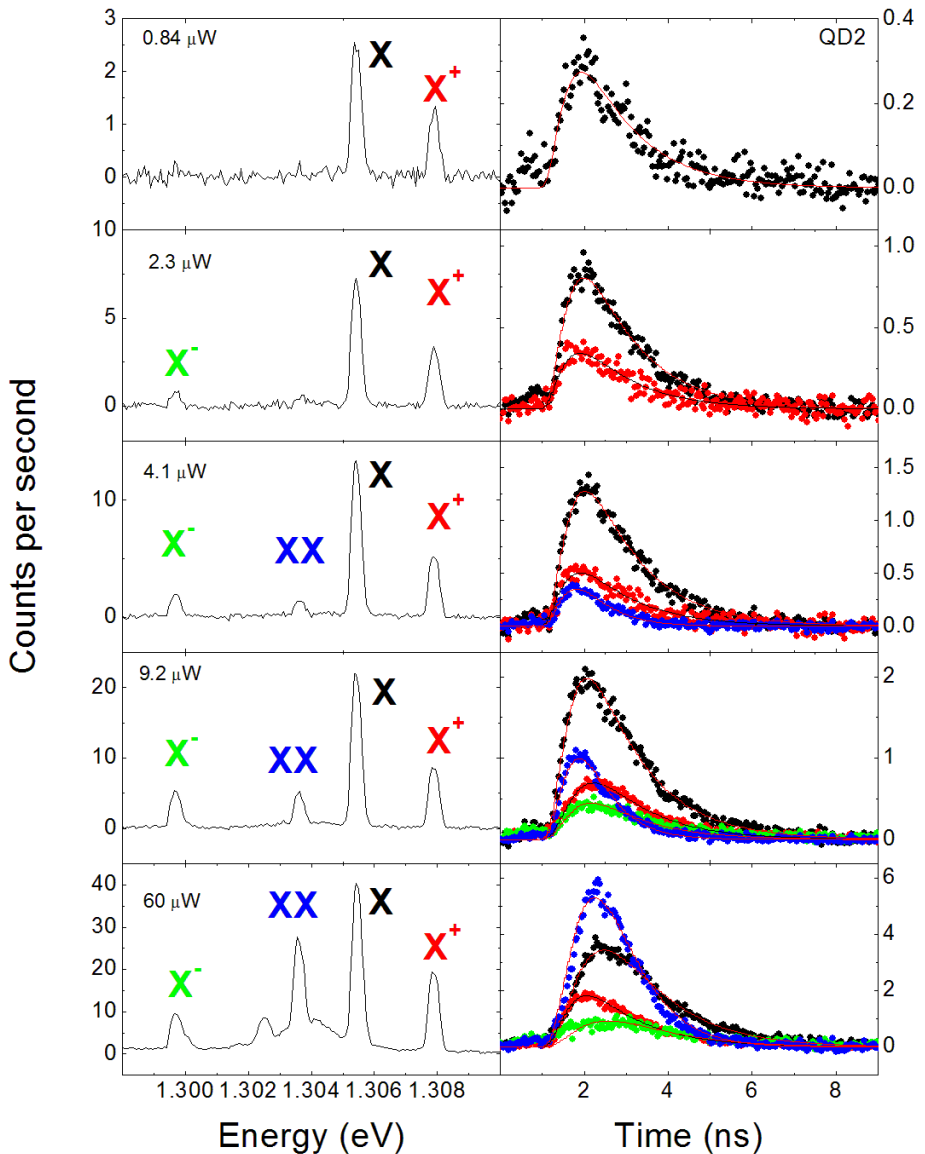 Counts per second
3
2
1
0
0.84 μW
X
X+
QD2
0.4
0.2
0.0
10
5
0
2.3 μW
X-
X
X+
1.0
0.5
0.0
10
0
4.1 μW
X-
XX
X
X+
1.5
1.0
0.5
0.0
20
10
0
9.2 μW
X-
XX
X
X+
2
0
40
30
20
10
0
60 μW
X-
XX
X
X+
6
4
2
0
1.300 1.302 1.304 1.306 1.308
0 2 4 6 8
Energy (eV)
Time (ns)